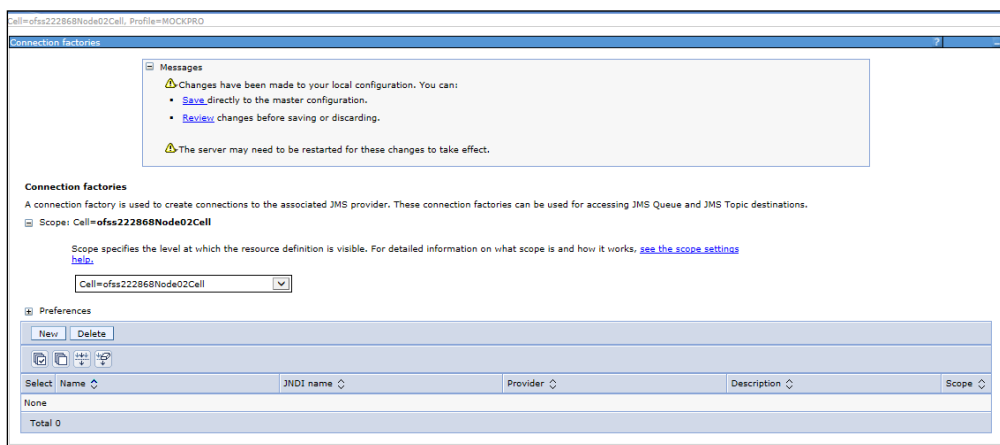 Cell=ofss222868Node02Cell, Profile=MOCKPRO
Connection factories
?
Messages
Changes have been made to your local configuration. You can:
• Save directly to the master configuration.
• Review changes before saving or discarding.
The server may need to be restarted for these changes to take effect.
Connection factories
A connection factory is used to create connections to the associated JMS provider. These connection factories can be used for accessing JMS Queue and JMS Topic destinations.
Scope: Cell=ofss222868Node02Cell
Scope specifies the level at which the resource definition is visible. For detailed information on what scope is and how it works, see the scope settings
help.
Cell=ofss222868Node02Cell
Preferences
New Delete
Select Name JNDI name Provider Description Scope
None
Total 0